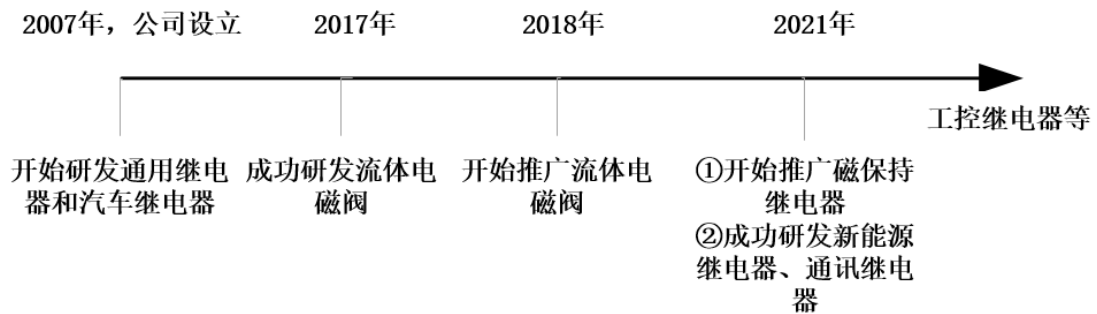 2007年，公司设立
2017年
2018年
2021年
工控继电器等
开始研发通用继电
器和汽车继电器
成功研发流体电
磁阀
开始推广流体电
磁阀
①开始推广磁保持
继电器
②成功研发新能源
继电器、通讯继电
器